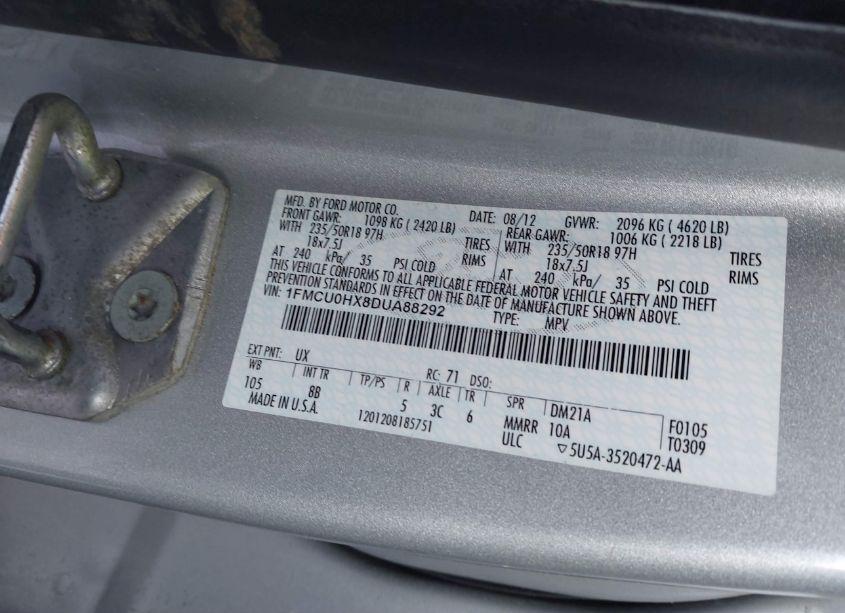 MFD. BY FORD MOTOR CO.
DATE: 08/12 GVWR: 2096 KG ( 4620 LB)
FRONT GAWR: 1098 KG ( 2420 LB) REAR GAWR: 1006 KG ( 2218 LB)
WITH 235/50R18 97H TIRES WITH 235/50R18 97H TIRES
18x7.5J RIMS 18x7.5J RIMS
AT 240 kPa/ 35 PSI COLD AT 240 kPa/ 35 PSI COLD
THIS VEHICLE CONFORMS TO ALL APPLICABLE FEDERAL MOTOR VEHICLE SAFETY AND THEFT
PREVENTION STANDARDS IN EFFECT ON THE DATE OF MANUFACTURE SHOWN ABOVE.
VIN: 1FMCU0HX8DUA88292 TYPE: MPV
EXT PNT: UX RC: 71 DSO:
WB INT TR TP/PS R AXLE TR SPR DM21A F0105
105 8B 5 3C 6 MMRR 10A T0309
MADE IN U.S.A. 1201208185751 ULC ▽5U5A-3520472-AA